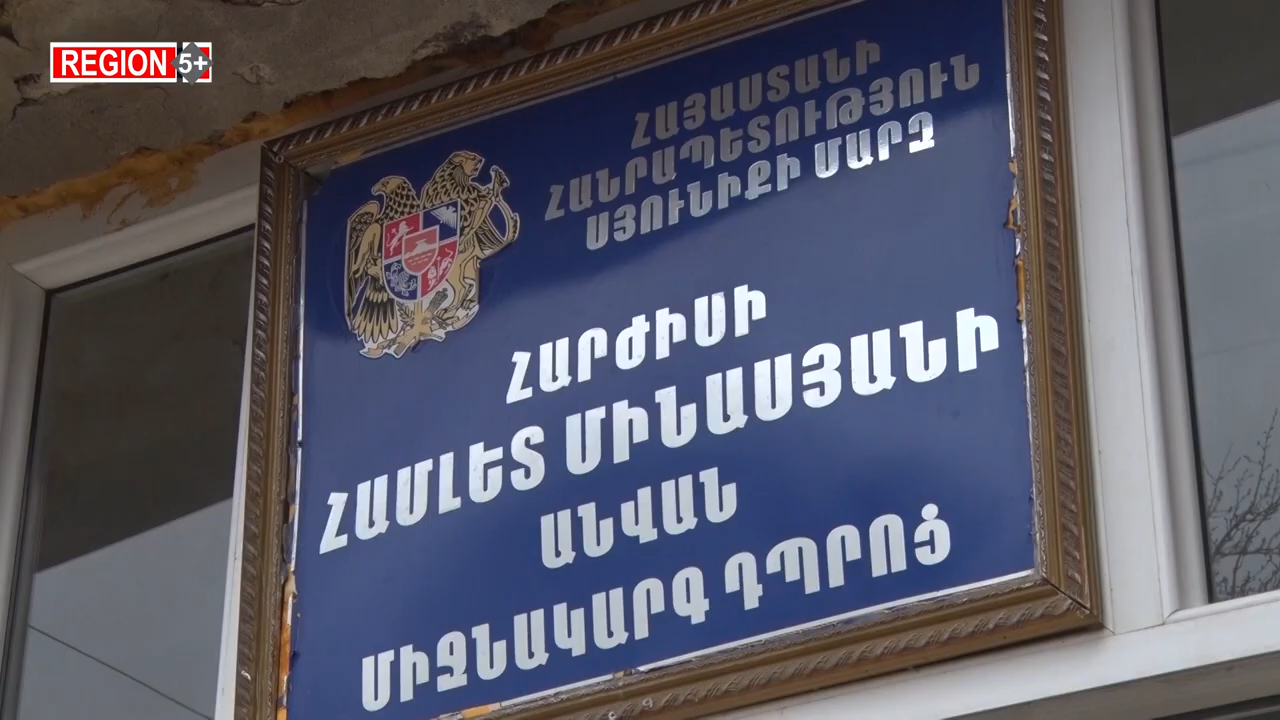 REGION 5+
ՀԱՅԱՍՏԱՆԻ
ՀԱՆՐԱՊԵՏՈՒԹՅՈՒՆ
ՍՅՈՒՆԻՔԻ ՄԱՐԶ
ՀԱՐԺԻՍԻ
ՀԱՄԼԵՏ ՄԻՆԱՍՅԱՆԻ
ԱՆՎԱՆ
ՄԻՋՆԱԿԱՐԳ ԴՊՐՈՑ